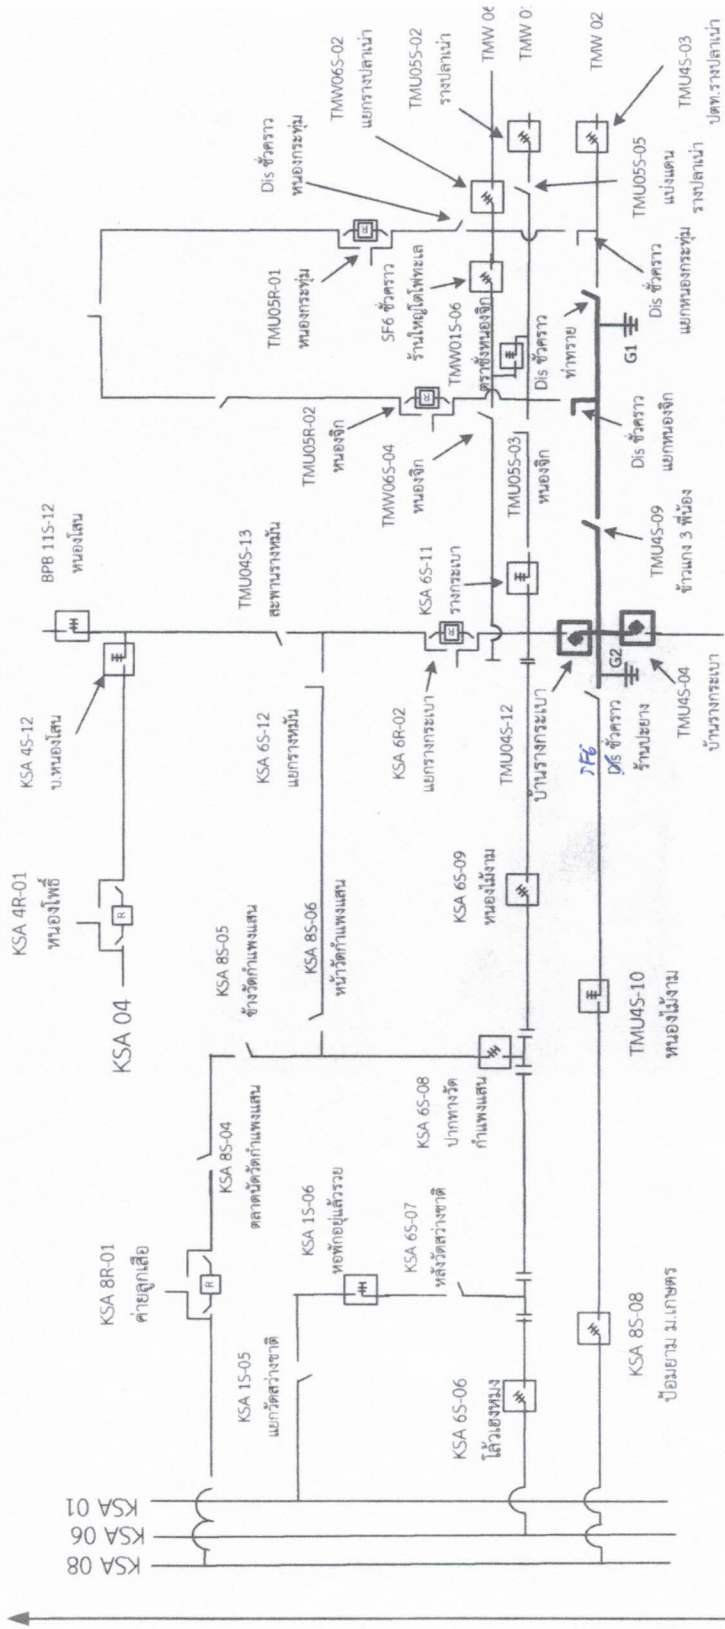 KSA 08
KSA 06
KSA 01
KSA 8R-01
ค่ายลูกเสือ
KSA 8S-04
ตลาดนัดวัดกำแพงแสน
KSA 8S-05
ข้างวัดกำแพงแสน
KSA 8S-06
หน้าวัดกำแพงแสน
KSA 1S-05
แยกวัดสว่างชาติ
KSA 1S-06
หอพักอยู่แล้วรวย
KSA 6S-07
หลังวัดสว่างชาติ
KSA 6S-08
ปากทางวัด
กำแพงแสน
KSA 6S-06
โล้วเฮงหมง
KSA 8S-08
ป้อมยาม ม.เกษตร
KSA 04
KSA 4R-01
หนองโพธิ์
KSA 4S-12
บ.หนองโสน
BPB 11S-12
หนองโสน
TMU04S-13
สะพานรางหมัน
KSA 6S-12
แยกรางหมัน
KSA 6R-02
แยกรางกระเบา
KSA 6S-11
รางกระเบา
KSA 6S-09
หนองไม้งาม
TMU4S-10
หนองไม้งาม
TMU04S-12
บ้านรางกระเบา
SF6
Dis ชั่วคราว
ร้านปะยาง
G2
TMU4S-04
บ้านรางกระเบา
TMU4S-09
ข้าวแกง 3 พี่น้อง
TMU05R-02
หนองจิก
TMW06S-04
หนองจิก
TMU05S-03
หนองจิก
TMU05R-01
หนองกระทุ่ม
SF6 ชั่วคราว
ร้านใหญ่โตโฟทะเล
TMW01S-06
ตราชั่งหนองจิก
Dis ชั่วคราว
ท่าทราย
G1
Dis ชั่วคราว
แยกหนองจิก
Dis ชั่วคราว
หนองกระทุ่ม
Dis ชั่วคราว
แยกหนองกระทุ่ม
TMW06S-02
แยกรางปลาเน่า
TMU05S-02
รางปลาเน่า
TMU05S-05
แบ่งแดน
รางปลาเน่า
TMU4S-03
ปตท.รางปลาเน่า
TMW 06
TMW 0
TMW 02
R
R
R
R
R